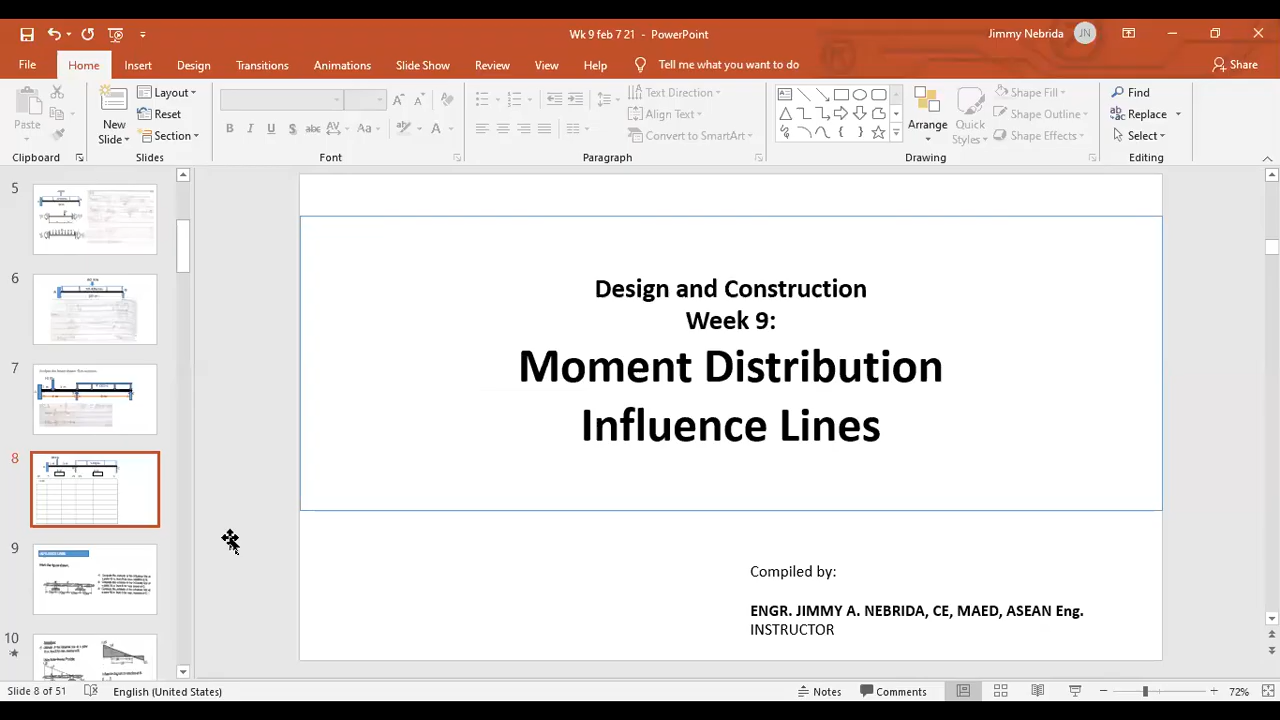 Wk 9 feb 7 21 - PowerPoint
Jimmy Nebrida
JN
File
Home
Insert
Design
Transitions
Animations
Slide Show
Review
View
Help
Tell me what you want to do
Share
Paste
New
Slide
Layout
Reset
Section
B I U S abc AV Aa A
Text Direction
Align Text
Convert to SmartArt
Arrange
Quick
Styles
Shape Fill
Shape Outline
Shape Effects
Find
Replace
Select
Clipboard
Slides
Font
Paragraph
Drawing
Editing
5
6
7
8
9
10
Design and Construction
Week 9:
Moment Distribution
Influence Lines
Compiled by:
ENGR. JIMMY A. NEBRIDA, CE, MAED, ASEAN Eng.
INSTRUCTOR
Slide 8 of 51
English (United States)
Notes
Comments
72%